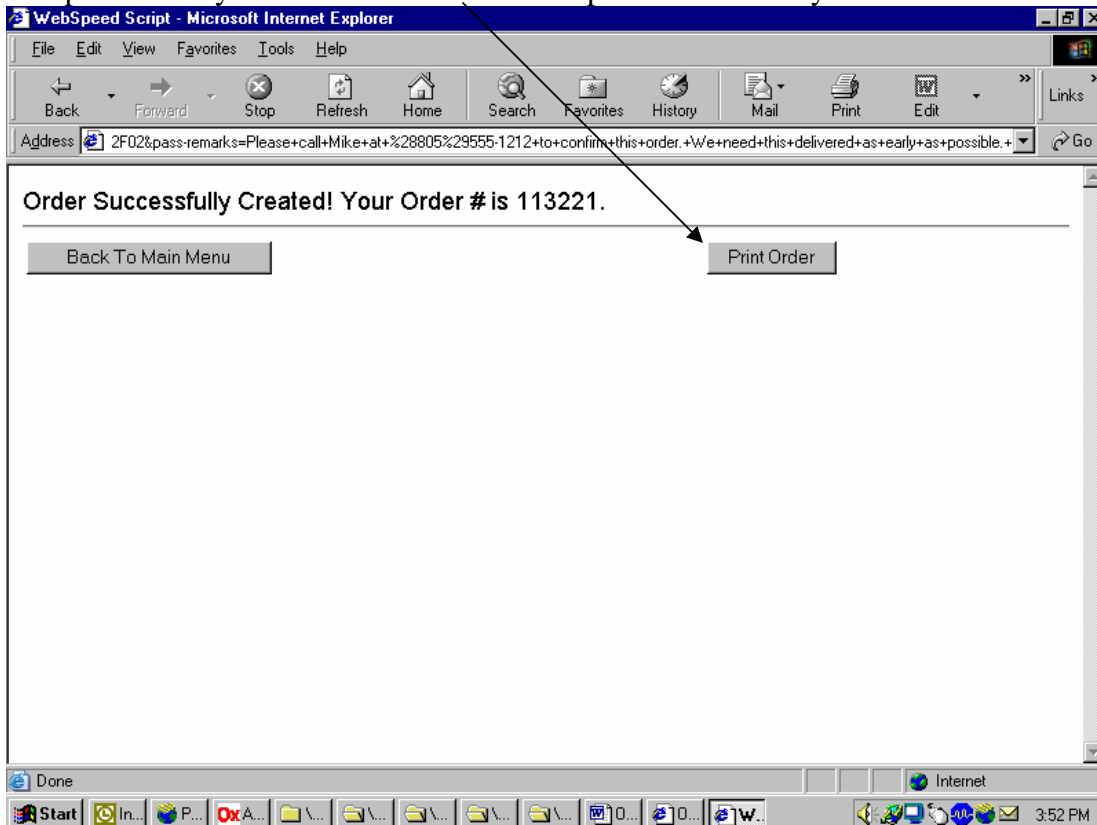 WebSpeed Script - Microsoft Internet Explorer
File Edit View Favorites Tools Help
Back Forward Stop Refresh Home Search Favorites History Mail Print Edit » Links »
Address 2F02&pass-remarks=Please+call+Mike+at+%28805%29555-1212+to+confirm+this+order.+We+need+this+delivered+as+early+as+possible.+ Go
Order Successfully Created! Your Order # is 113221.
Back To Main Menu Print Order
Done Internet
Start In... P... A... \... \... \... \... \... 0... 0... W.. 3:52 PM